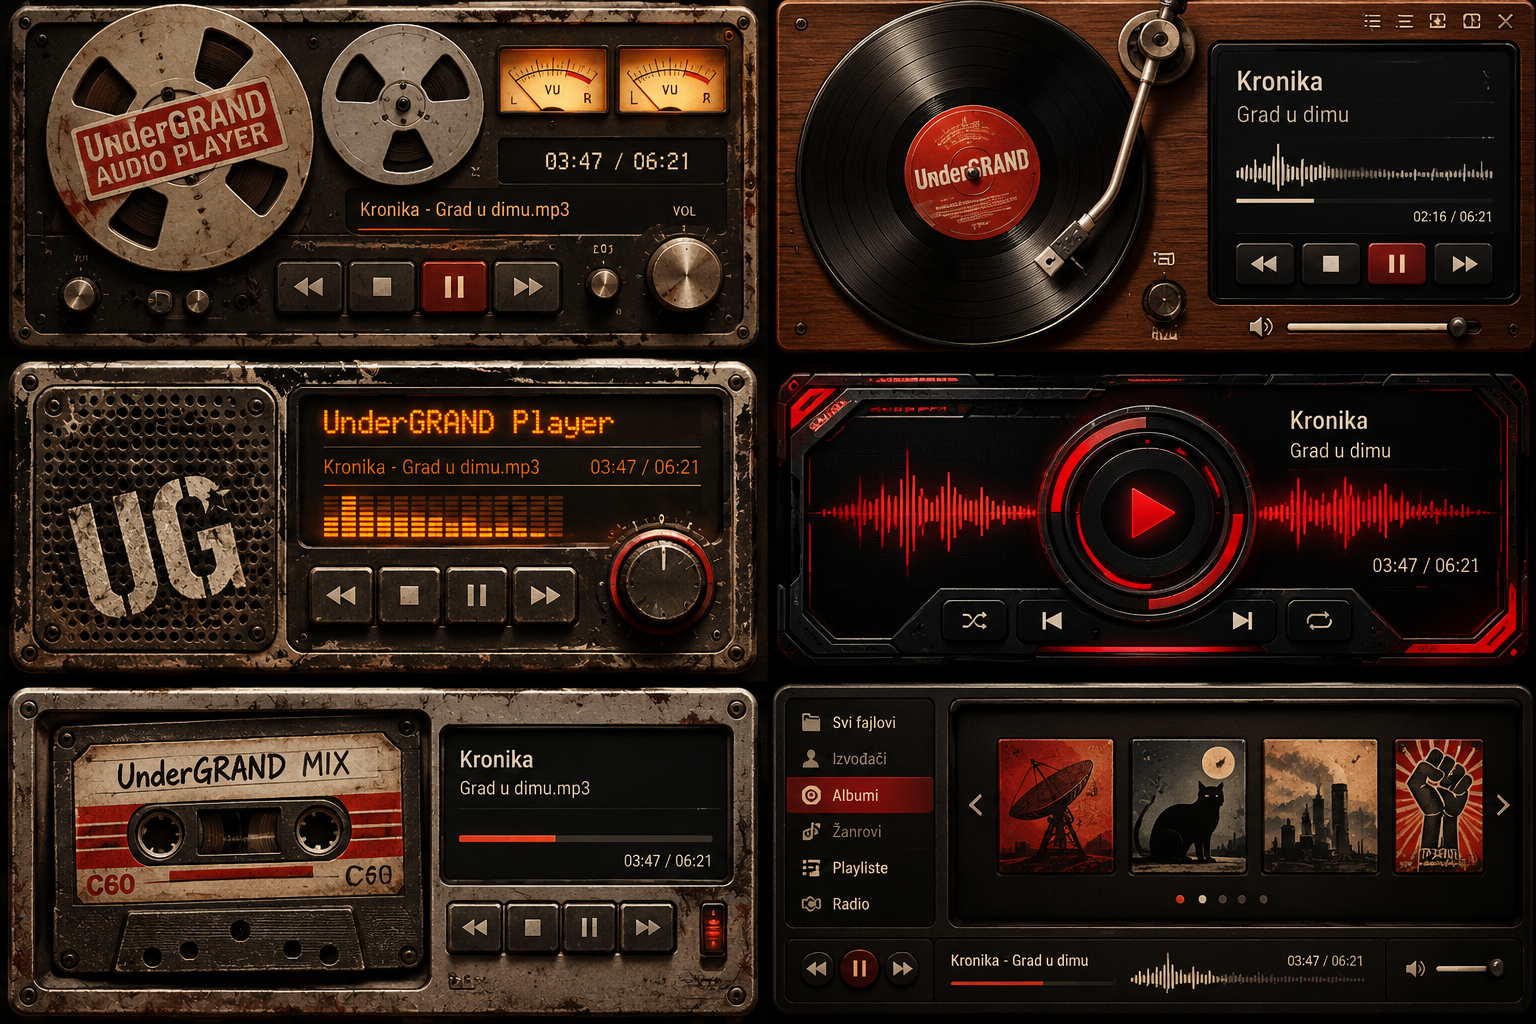 UnderGRAND
AUDIO PLAYER
L VU R
L VU R
03:47 / 06:21
Kronika - Grad u dimu.mp3
VOL
UnderGRAND
Kronika
Grad u dimu
02:16 / 06:21
UG
UnderGRAND Player
Kronika - Grad u dimu.mp3 03:47 / 06:21
Kronika
Grad u dimu
03:47 / 06:21
UnderGRAND MIX
C60 C60
Kronika
Grad u dimu.mp3
03:47 / 06:21
Svi fajlovi
Izvođači
Albumi
Žanrovi
Playliste
Radio
Kronika - Grad u dimu 03:47 / 06:21